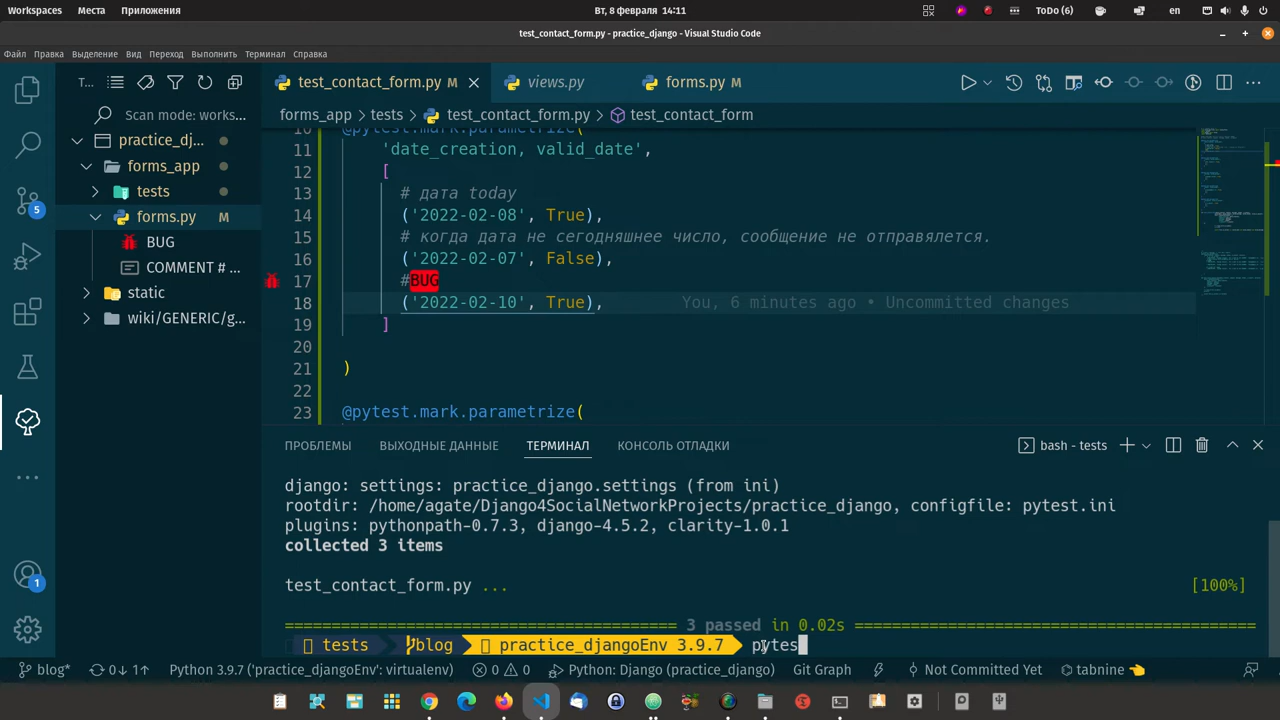 Workspaces Места Приложения Вт, 8 февраля 14:11 ToDo (6) en
test_contact_form.py - practice_django - Visual Studio Code
Файл Правка Выделение Вид Переход Выполнить Терминал Справка
T... test_contact_form.py M views.py forms.py M
Scan mode: works... forms_app tests test_contact_form.py test_contact_form
practice_dj... 10 @pytest.mark.parametrize(
11 'date_creation, valid_date',
forms_app 12 [
tests 13 # дата today
forms.py M 14 ('2022-02-08', True),
BUG 15 # когда дата не сегодняшнее число, сообщение не отправялется.
COMMENT # ... 16 ('2022-02-07', False),
static 17 #BUG
wiki/GENERIC/g... 18 ('2022-02-10', True), You, 6 minutes ago • Uncommitted changes
19 ]
20
21 )
22
23 @pytest.mark.parametrize(
5
ПРОБЛЕМЫ ВЫХОДНЫЕ ДАННЫЕ ТЕРМИНАЛ КОНСОЛЬ ОТЛАДКИ bash - tests
django: settings: practice_django.settings (from ini)
rootdir: /home/agate/Django4SocialNetworkProjects/practice_django, configfile: pytest.ini
plugins: pythonpath-0.7.3, django-4.5.2, clarity-1.0.1
collected 3 items
test_contact_form.py ... [100%]
3 passed in 0.02s
tests blog practice_djangoEnv 3.9.7 pytes
1
blog* 0 1 Python 3.9.7 ('practice_djangoEnv': virtualenv) 0 0 Python: Django (practice_django) Git Graph Not Committed Yet tabnine